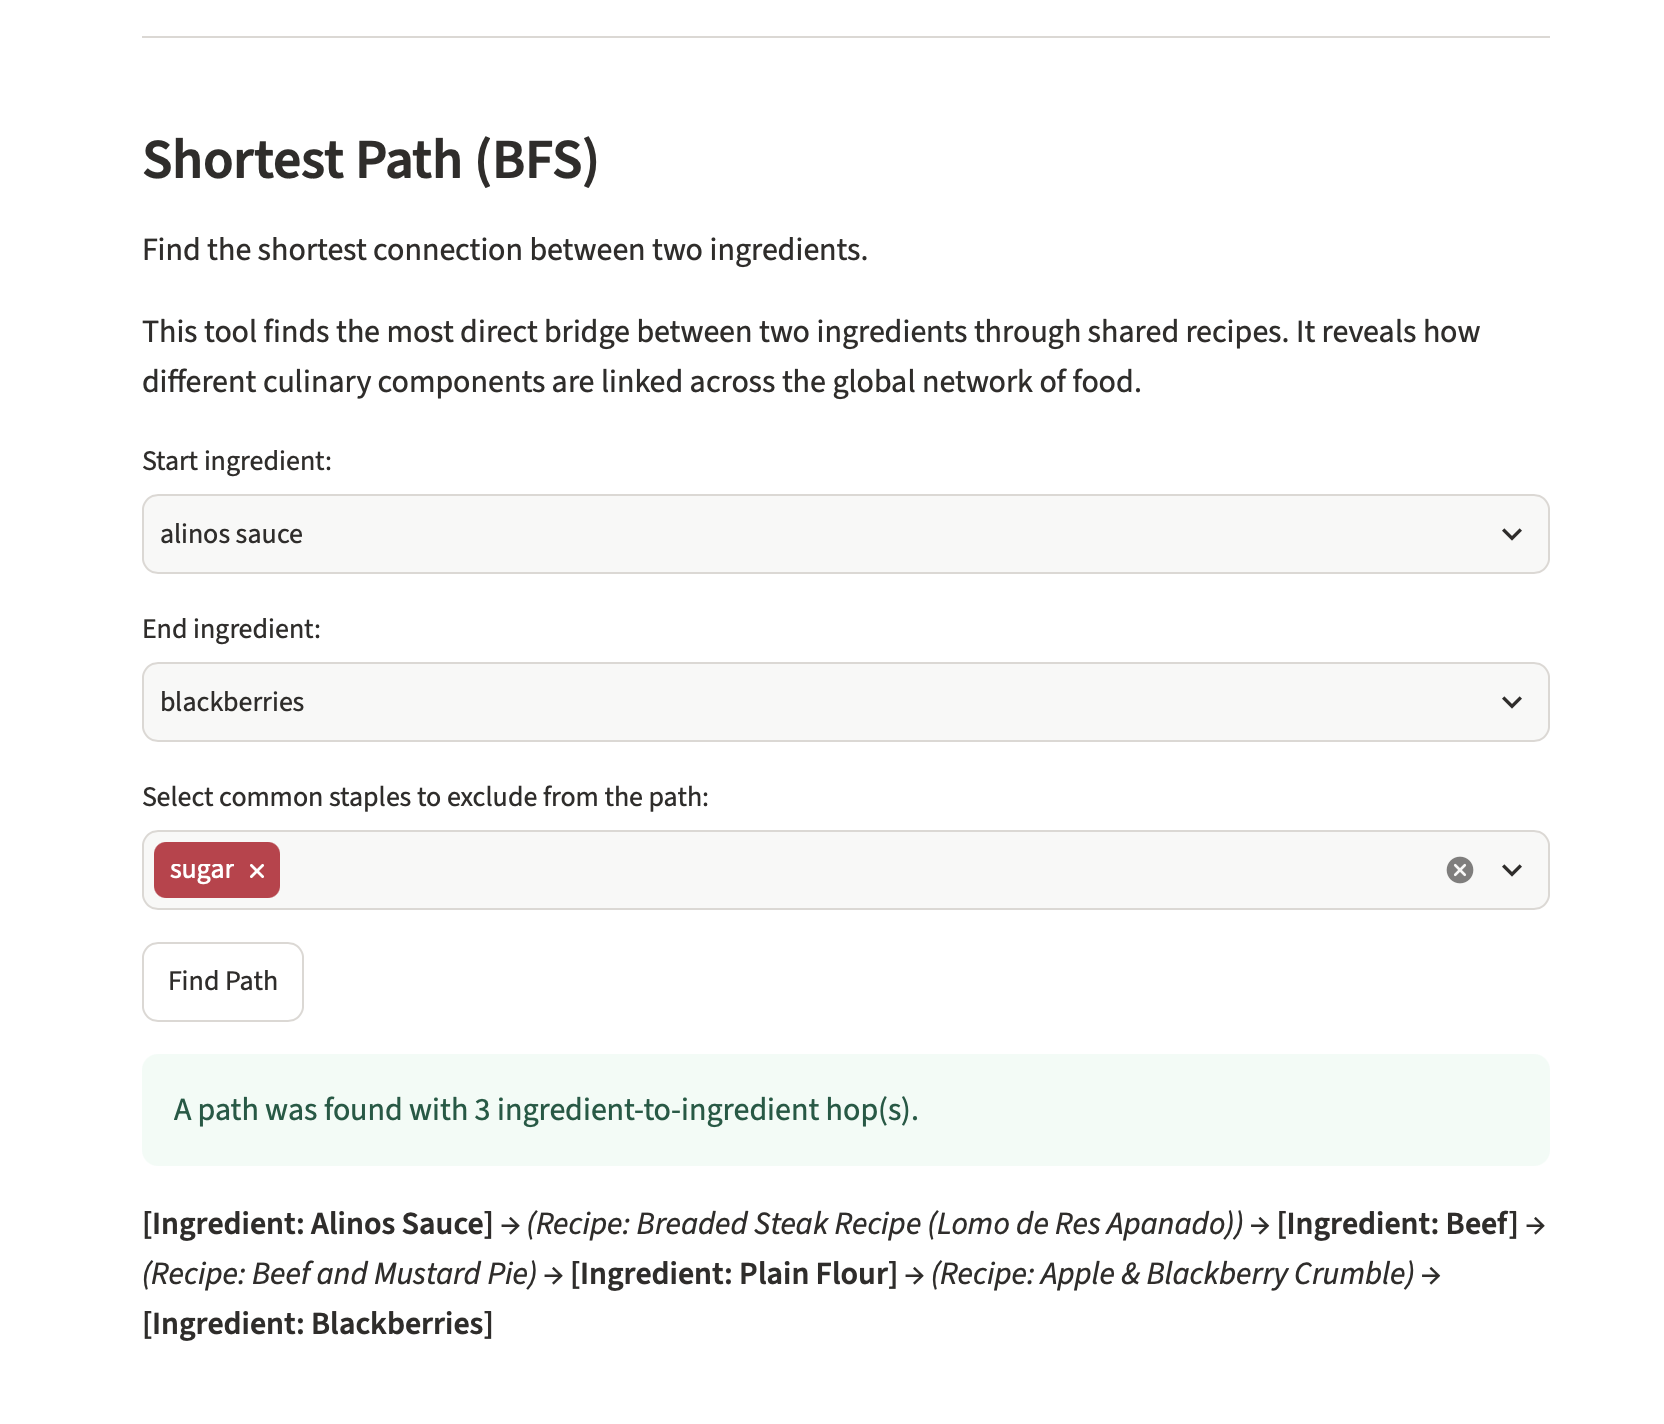 Shortest Path (BFS)
Find the shortest connection between two ingredients.
This tool finds the most direct bridge between two ingredients through shared recipes. It reveals how
different culinary components are linked across the global network of food.
Start ingredient:
alinos sauce
End ingredient:
blackberries
Select common staples to exclude from the path:
sugar ×
Find Path
A path was found with 3 ingredient-to-ingredient hop(s).
[Ingredient: Alinos Sauce] → (Recipe: Breaded Steak Recipe (Lomo de Res Apanado)) → [Ingredient: Beef] →
(Recipe: Beef and Mustard Pie) → [Ingredient: Plain Flour] → (Recipe: Apple & Blackberry Crumble) →
[Ingredient: Blackberries]